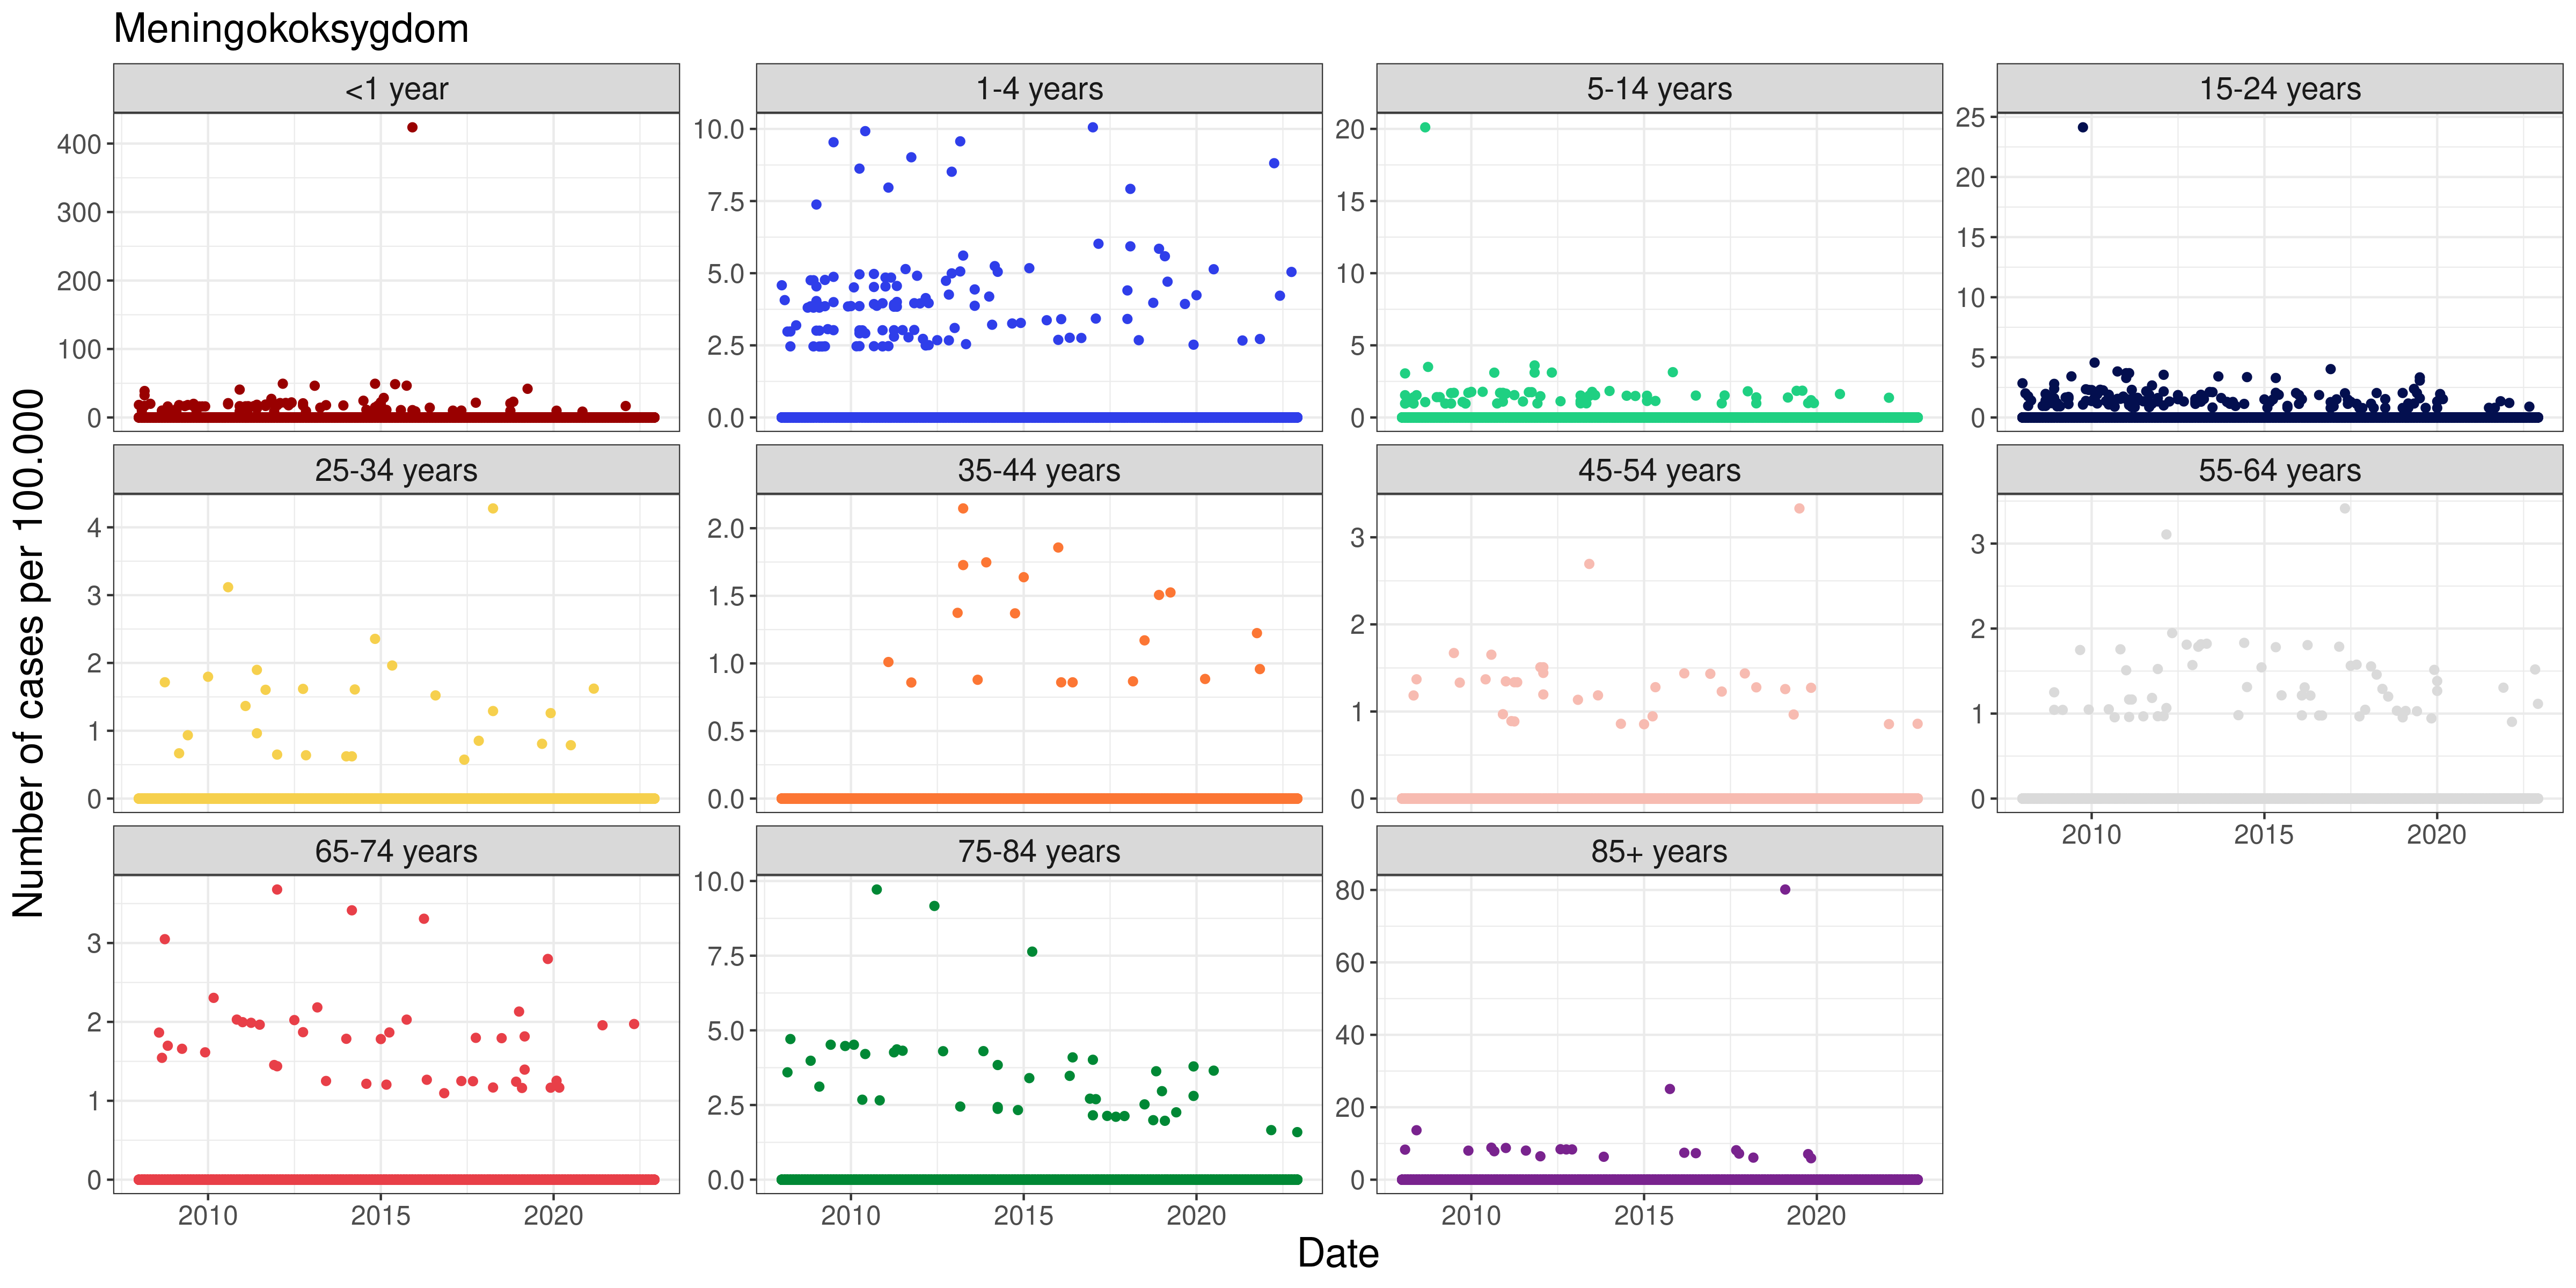 Meningokoksygdom
<1 year
1-4 years
5-14 years
15-24 years
400
300
200
100
0
10.0
7.5
5.0
2.5
0.0
20
15
10
5
0
25
20
15
10
5
0
25-34 years
35-44 years
45-54 years
55-64 years
4
3
2
1
0
2.0
1.5
1.0
0.5
0.0
3
2
1
0
3
2
1
0
2010 2015 2020
65-74 years
75-84 years
85+ years
3
2
1
0
10.0
7.5
5.0
2.5
0.0
80
60
40
20
0
2010 2015 2020
2010 2015 2020
2010 2015 2020
Number of cases per 100.000
Date